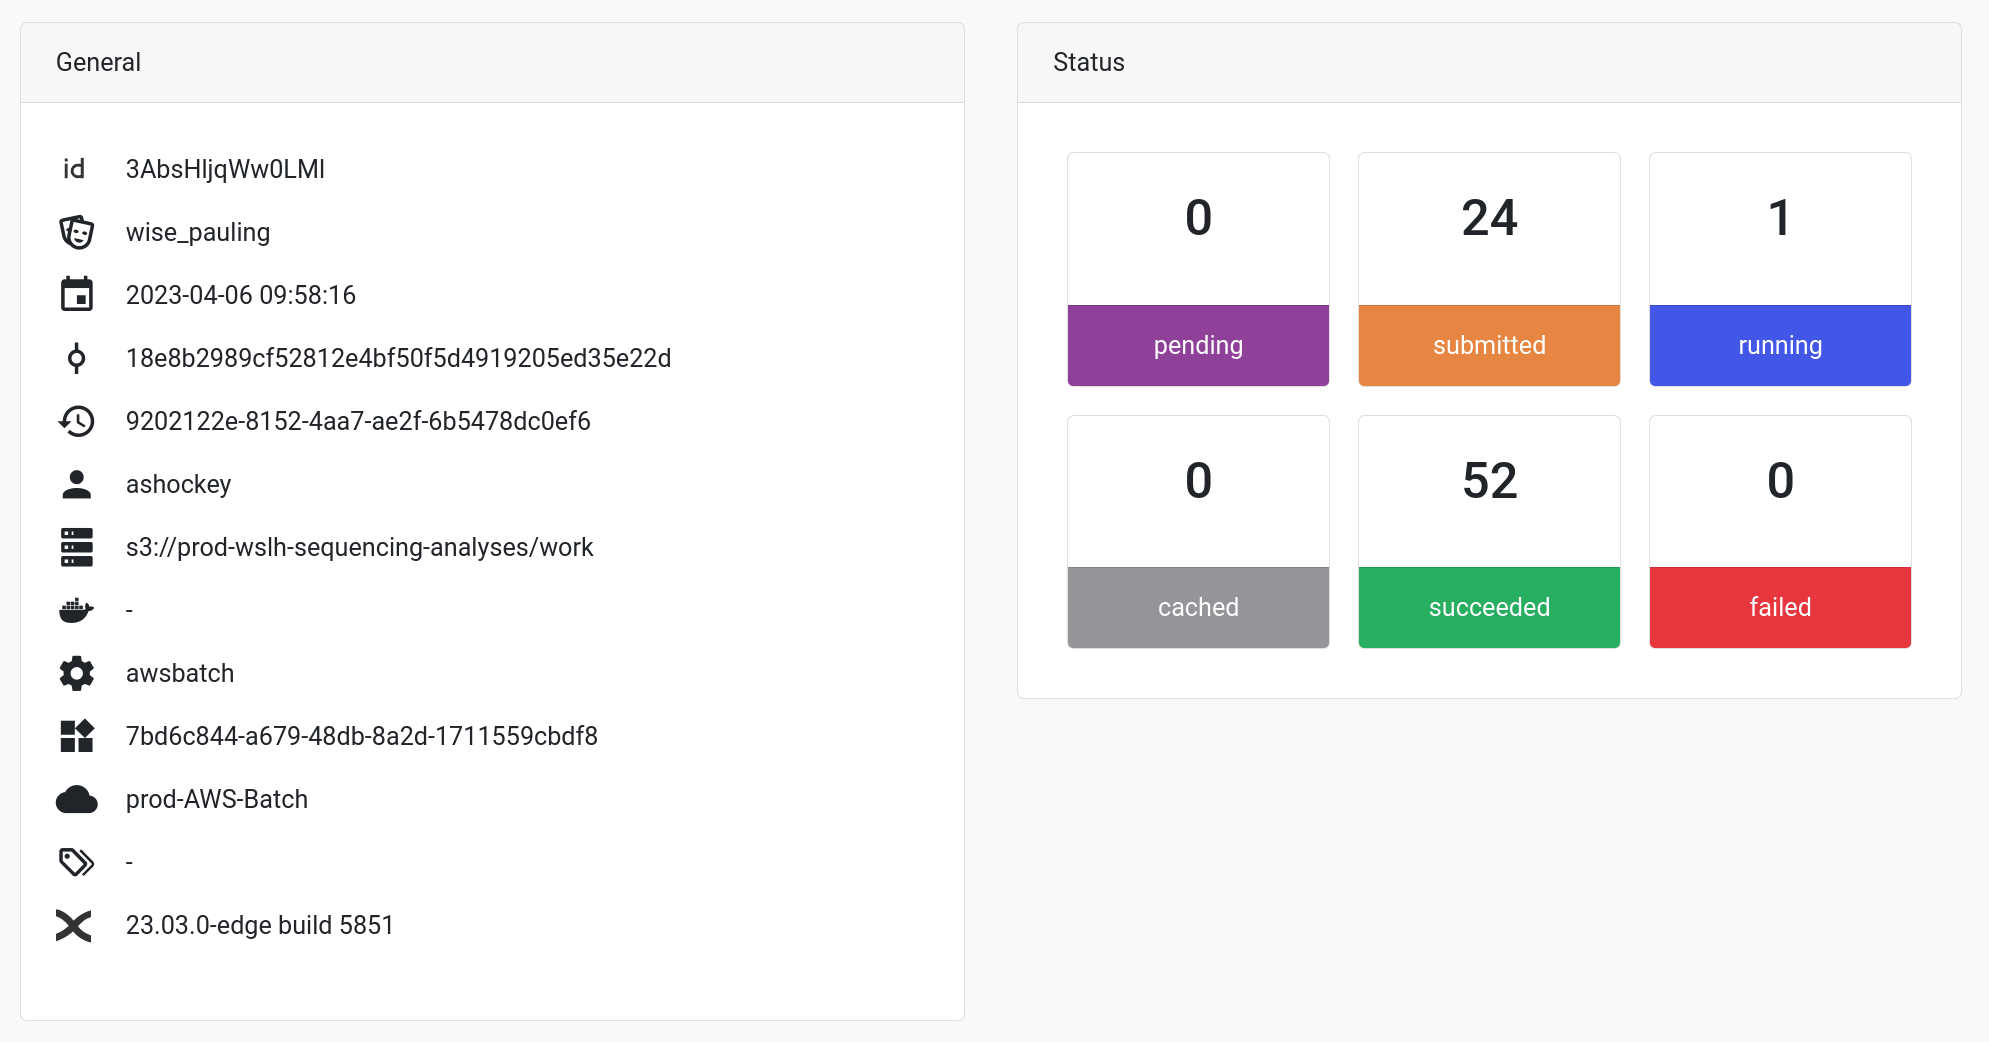 General
id 3AbsHljqWw0LMl
wise_pauling
2023-04-06 09:58:16
18e8b2989cf52812e4bf50f5d4919205ed35e22d
9202122e-8152-4aa7-ae2f-6b5478dc0ef6
ashockey
s3://prod-wslh-sequencing-analyses/work
-
awsbatch
7bd6c844-a679-48db-8a2d-1711559cbdf8
prod-AWS-Batch
-
23.03.0-edge build 5851
Status
0 24 1
pending submitted running
0 52 0
cached succeeded failed